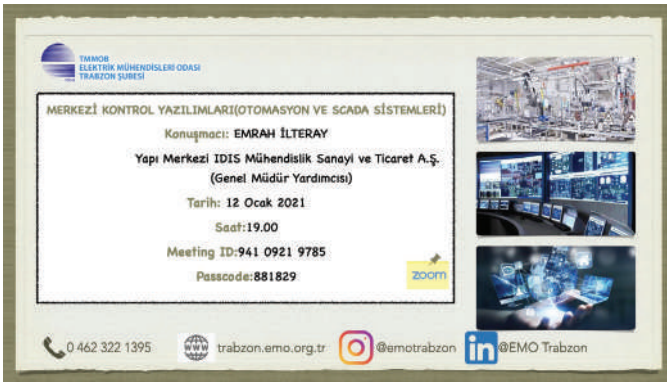 TMMOB
ELEKTRİK MÜHENDİSLERİ ODASI
TRABZON ŞUBESİ
MERKEZİ KONTROL YAZILIMLARI(OTOMASYON VE SCADA SİSTEMLERİ)
Konuşmacı: EMRAH İLTERAY
Yapı Merkezi IDIS Mühendislik Sanayi ve Ticaret A.Ş.
(Genel Müdür Yardımcısı)
Tarih: 12 Ocak 2021
Saat:19.00
Meeting ID:941 0921 9785
Passcode:881829
zoom
0 462 322 1395
www
trabzon.emo.org.tr
@emotrabzon
in
@EMO Trabzon